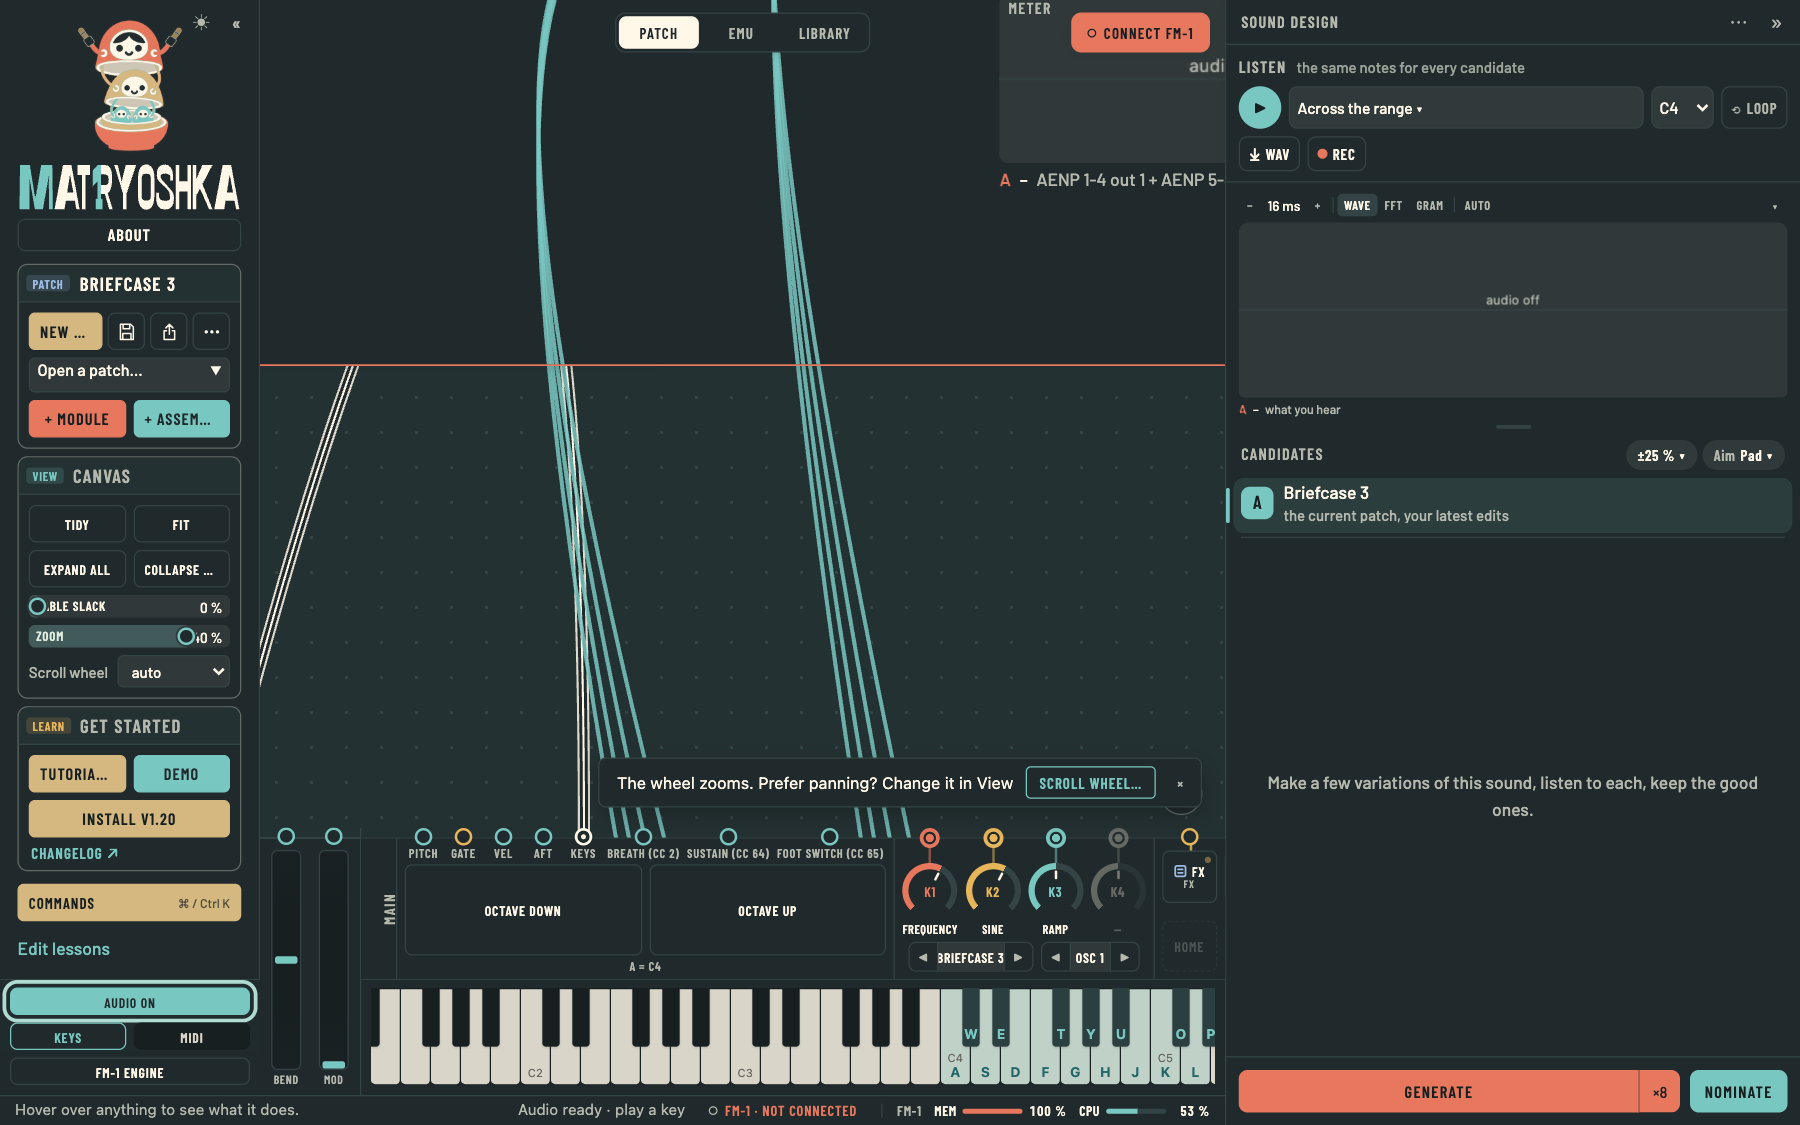 «
MATRYOSHKA
ABOUT
PATCH BRIEFCASE 3
NEW ...
Open a patch...
+ MODULE
+ ASSEM...
VIEW CANVAS
TIDY
FIT
EXPAND ALL
COLLAPSE ...
BLE SLACK 0 %
ZOOM 0 %
Scroll wheel auto
LEARN GET STARTED
TUTORIA...
DEMO
INSTALL V1.20
CHANGELOG ↗
COMMANDS ⌘ / Ctrl K
Edit lessons
AUDIO ON
KEYS
MIDI
FM-1 ENGINE
PATCH
EMU
LIBRARY
METER
CONNECT FM-1
audi
A – AENP 1-4 out 1 + AENP 5-
The wheel zooms. Prefer panning? Change it in View
SCROLL WHEEL...
×
PITCH GATE VEL AFT KEYS BREATH (CC 2) SUSTAIN (CC 64) FOOT SWITCH (CC 65)
MAIN
OCTAVE DOWN
OCTAVE UP
A = C4
K1 K2 K3 K4
FREQUENCY SINE RAMP –
◀ BRIEFCASE 3 ▶
◀ OSC 1 ▶
FX
FX
HOME
BEND
MOD
W E T Y U O P
C2 C3 C4 C5
A S D F G H J K L
Hover over anything to see what it does.
Audio ready · play a key
FM-1 · NOT CONNECTED
FM-1 MEM 100 % CPU 53 %
SOUND DESIGN
··· »
LISTEN the same notes for every candidate
Across the range ▾
C4
LOOP
WAV
REC
– 16 ms + WAVE FFT GRAM AUTO ▾
audio off
A – what you hear
CANDIDATES
±25 % ▾
Aim Pad ▾
A
Briefcase 3
the current patch, your latest edits
Make a few variations of this sound, listen to each, keep the good
ones.
GENERATE
×8
NOMINATE